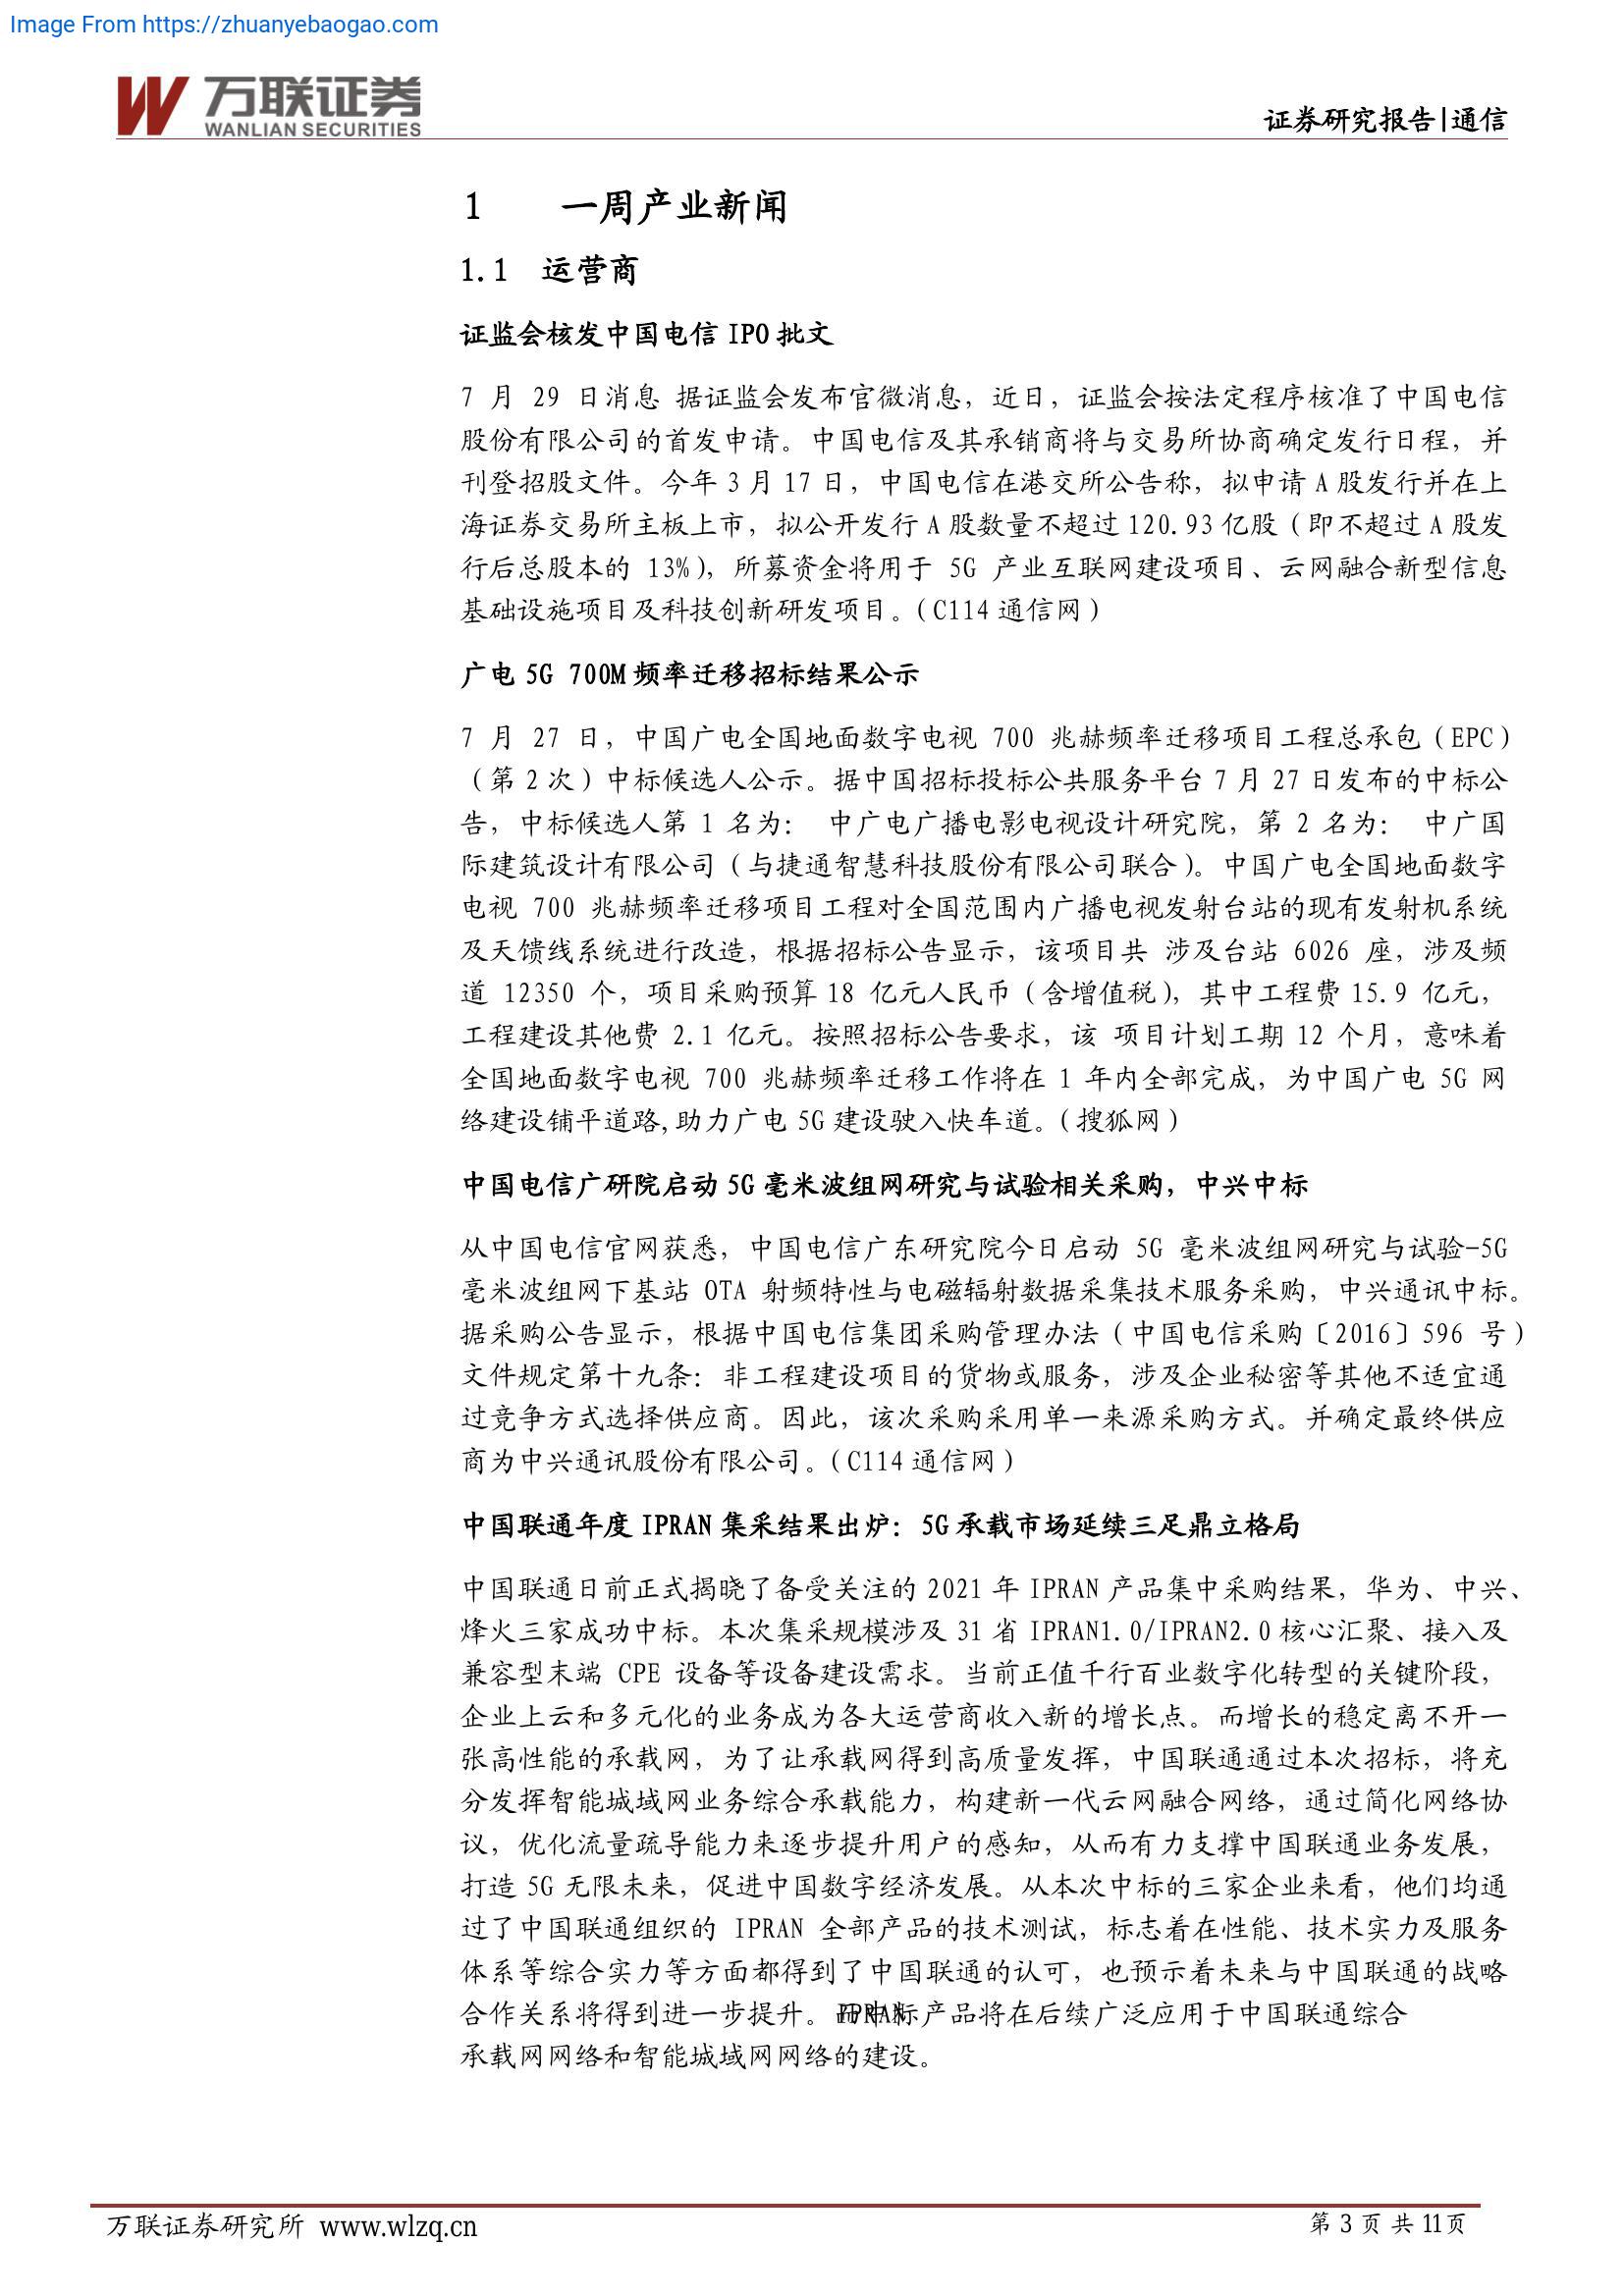 Image From https://zhuanyebaogao.com
万联证券
WANLIAN SECURITIES
证券研究报告|通信
1 一周产业新闻
1.1 运营商
证监会核发中国电信 IPO 批文
7 月 29 日消息 据证监会发布官微消息，近日，证监会按法定程序核准了中国电信
股份有限公司的首发申请。中国电信及其承销商将与交易所协商确定发行日程，并
刊登招股文件。今年 3 月 17 日，中国电信在港交所公告称，拟申请 A 股发行并在上
海证券交易所主板上市，拟公开发行 A 股数量不超过 120.93 亿股（即不超过 A 股发
行后总股本的 13%），所募资金将用于 5G 产业互联网建设项目、云网融合新型信息
基础设施项目及科技创新研发项目。（C114 通信网）
广电 5G 700M 频率迁移招标结果公示
7 月 27 日，中国广电全国地面数字电视 700 兆赫频率迁移项目工程总承包（EPC）
（第 2 次）中标候选人公示。据中国招标投标公共服务平台 7 月 27 日发布的中标公
告，中标候选人第 1 名为： 中广电广播电影电视设计研究院，第 2 名为： 中广国
际建筑设计有限公司（与捷通智慧科技股份有限公司联合）。中国广电全国地面数字
电视 700 兆赫频率迁移项目工程对全国范围内广播电视发射台站的现有发射机系统
及天馈线系统进行改造，根据招标公告显示，该项目共 涉及台站 6026 座，涉及频
道 12350 个，项目采购预算 18 亿元人民币（含增值税），其中工程费 15.9 亿元，
工程建设其他费 2.1 亿元。按照招标公告要求，该 项目计划工期 12 个月，意味着
全国地面数字电视 700 兆赫频率迁移工作将在 1 年内全部完成，为中国广电 5G 网
络建设铺平道路,助力广电 5G 建设驶入快车道。（搜狐网）
中国电信广研院启动 5G 毫米波组网研究与试验相关采购，中兴中标
从中国电信官网获悉，中国电信广东研究院今日启动 5G 毫米波组网研究与试验-5G
毫米波组网下基站 OTA 射频特性与电磁辐射数据采集技术服务采购，中兴通讯中标。
据采购公告显示，根据中国电信集团采购管理办法（中国电信采购〔2016〕596 号）
文件规定第十九条：非工程建设项目的货物或服务，涉及企业秘密等其他不适宜通
过竞争方式选择供应商。因此，该次采购采用单一来源采购方式。并确定最终供应
商为中兴通讯股份有限公司。（C114 通信网）
中国联通年度 IPRAN 集采结果出炉：5G 承载市场延续三足鼎立格局
中国联通日前正式揭晓了备受关注的 2021 年 IPRAN 产品集中采购结果，华为、中兴、
烽火三家成功中标。本次集采规模涉及 31 省 IPRAN1.0/IPRAN2.0 核心汇聚、接入及
兼容型末端 CPE 设备等设备建设需求。当前正值千行百业数字化转型的关键阶段，
企业上云和多元化的业务成为各大运营商收入新的增长点。而增长的稳定离不开一
张高性能的承载网，为了让承载网得到高质量发挥，中国联通通过本次招标，将充
分发挥智能城域网业务综合承载能力，构建新一代云网融合网络，通过简化网络协
议，优化流量疏导能力来逐步提升用户的感知，从而有力支撑中国联通业务发展，
打造 5G 无限未来，促进中国数字经济发展。从本次中标的三家企业来看，他们均通
过了中国联通组织的 IPRAN 全部产品的技术测试，标志着在性能、技术实力及服务
体系等综合实力等方面都得到了中国联通的认可，也预示着未来与中国联通的战略
合作关系将得到进一步提升。而中标 IPRAN 产品将在后续广泛应用于中国联通综合
承载网网络和智能城域网网络的建设。
万联证券研究所 www.wlzq.cn
第 3 页 共 11 页